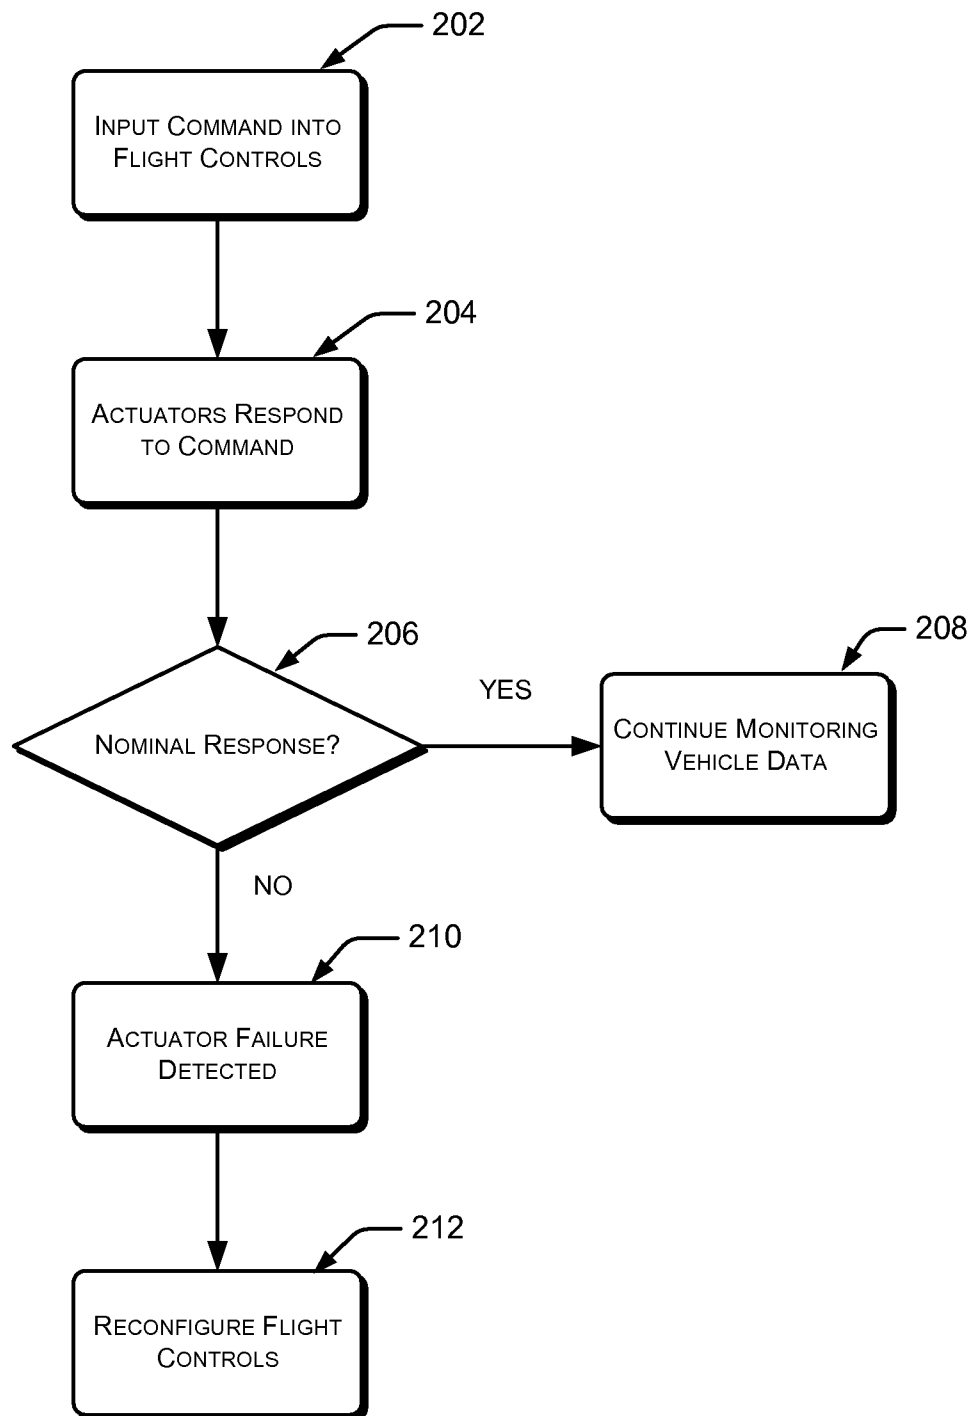 202
INPUT COMMAND INTO
FLIGHT CONTROLS
204
ACTUATORS RESPOND
TO COMMAND
206
NOMINAL RESPONSE?
YES
208
CONTINUE MONITORING
VEHICLE DATA
NO
210
ACTUATOR FAILURE
DETECTED
212
RECONFIGURE FLIGHT
CONTROLS